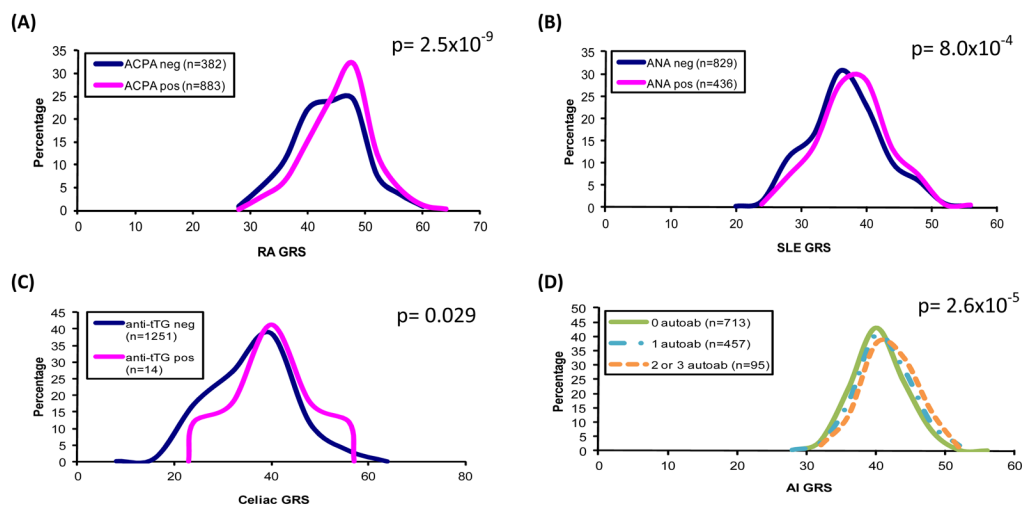 (A)
p= 2.5x10-9
ACPA neg (n=382)
ACPA pos (n=883)
Percentage
35
30
25
20
15
10
5
0
0 10 20 30 40 50 60 70
RA GRS
(B)
p= 8.0x10-4
ANA neg (n=829)
ANA pos (n=436)
Percentage
35
30
25
20
15
10
5
0
0 10 20 30 40 50 60
SLE GRS
(C)
p= 0.029
anti-tTG neg
(n=1251)
anti-tTG pos
(n=14)
Percentage
45
40
35
30
25
20
15
10
5
0
0 20 40 60 80
Celiac GRS
(D)
p= 2.6x10-5
0 autoab (n=713)
1 autoab (n=457)
2 or 3 autoab (n=95)
Percentage
50
45
40
35
30
25
20
15
10
5
0
0 10 20 30 40 50 60
AI GRS